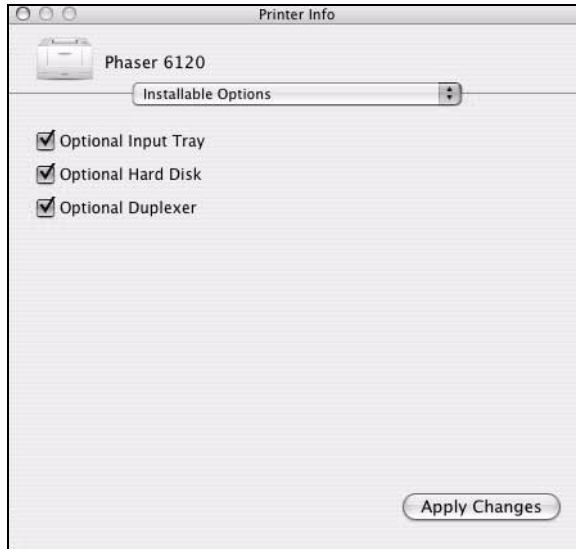 Printer Info
Phaser 6120
Installable Options
Optional Input Tray
Optional Hard Disk
Optional Duplexer
Apply Changes